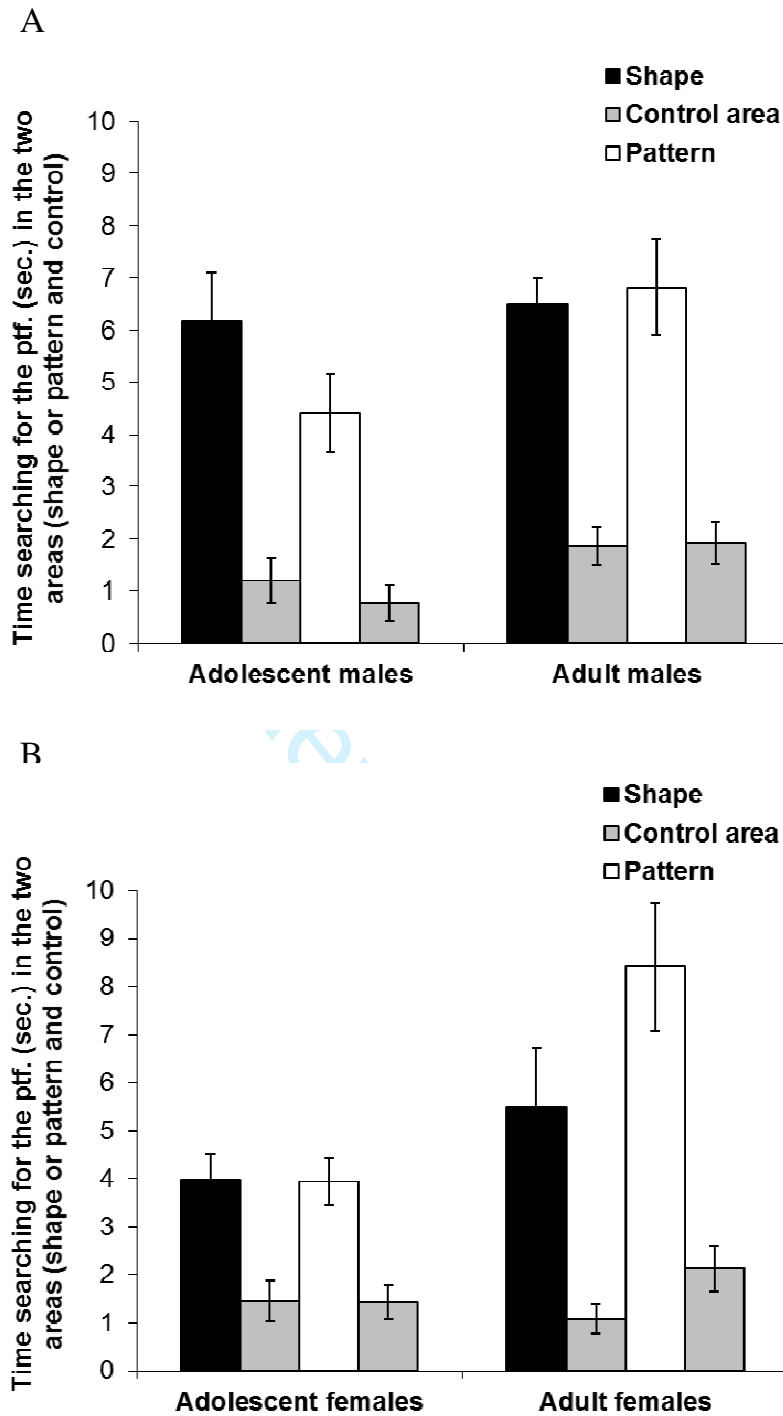 A
Shape
Control area
Pattern
Time searching for the ptf. (sec.) in the two
areas (shape or pattern and control)
10
9
8
7
6
5
4
3
2
1
0
Adolescent males Adult males
B
Shape
Control area
Pattern
Time searching for the ptf. (sec.) in the two
areas (shape or pattern and control)
10
9
8
7
6
5
4
3
2
1
0
Adolescent females Adult females